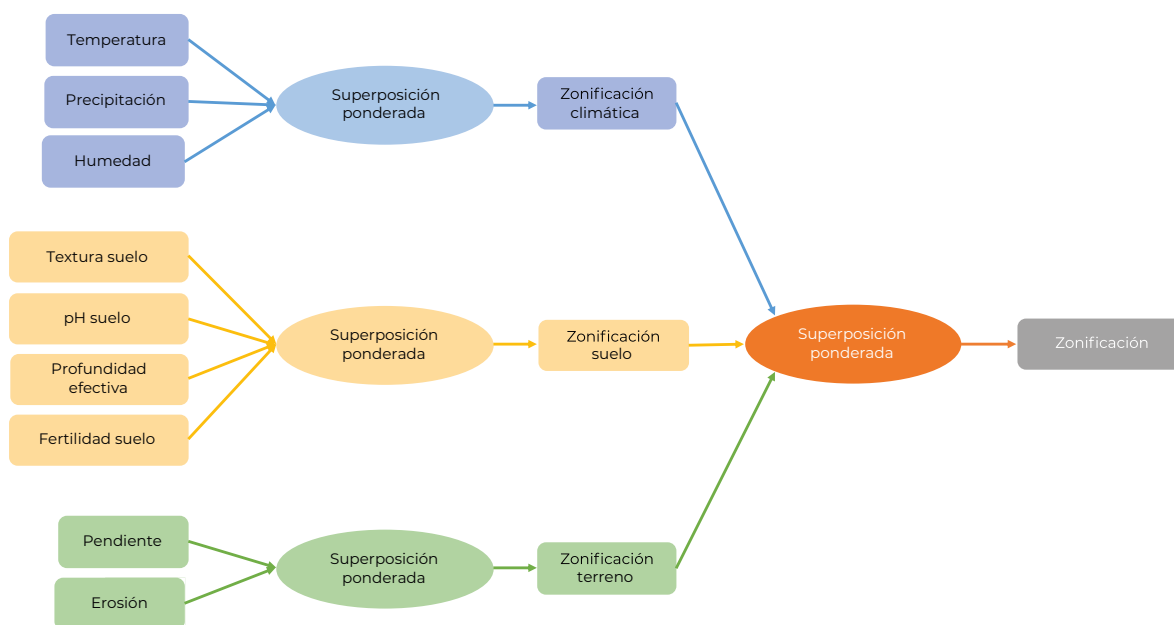 Temperatura
Precipitación
Humedad
Superposición
ponderada
Zonificación
climática
Textura suelo
pH suelo
Profundidad
efectiva
Fertilidad suelo
Superposición
ponderada
Zonificación
suelo
Superposición
ponderada
Zonificación
Pendiente
Erosión
Superposición
ponderada
Zonificación
terreno